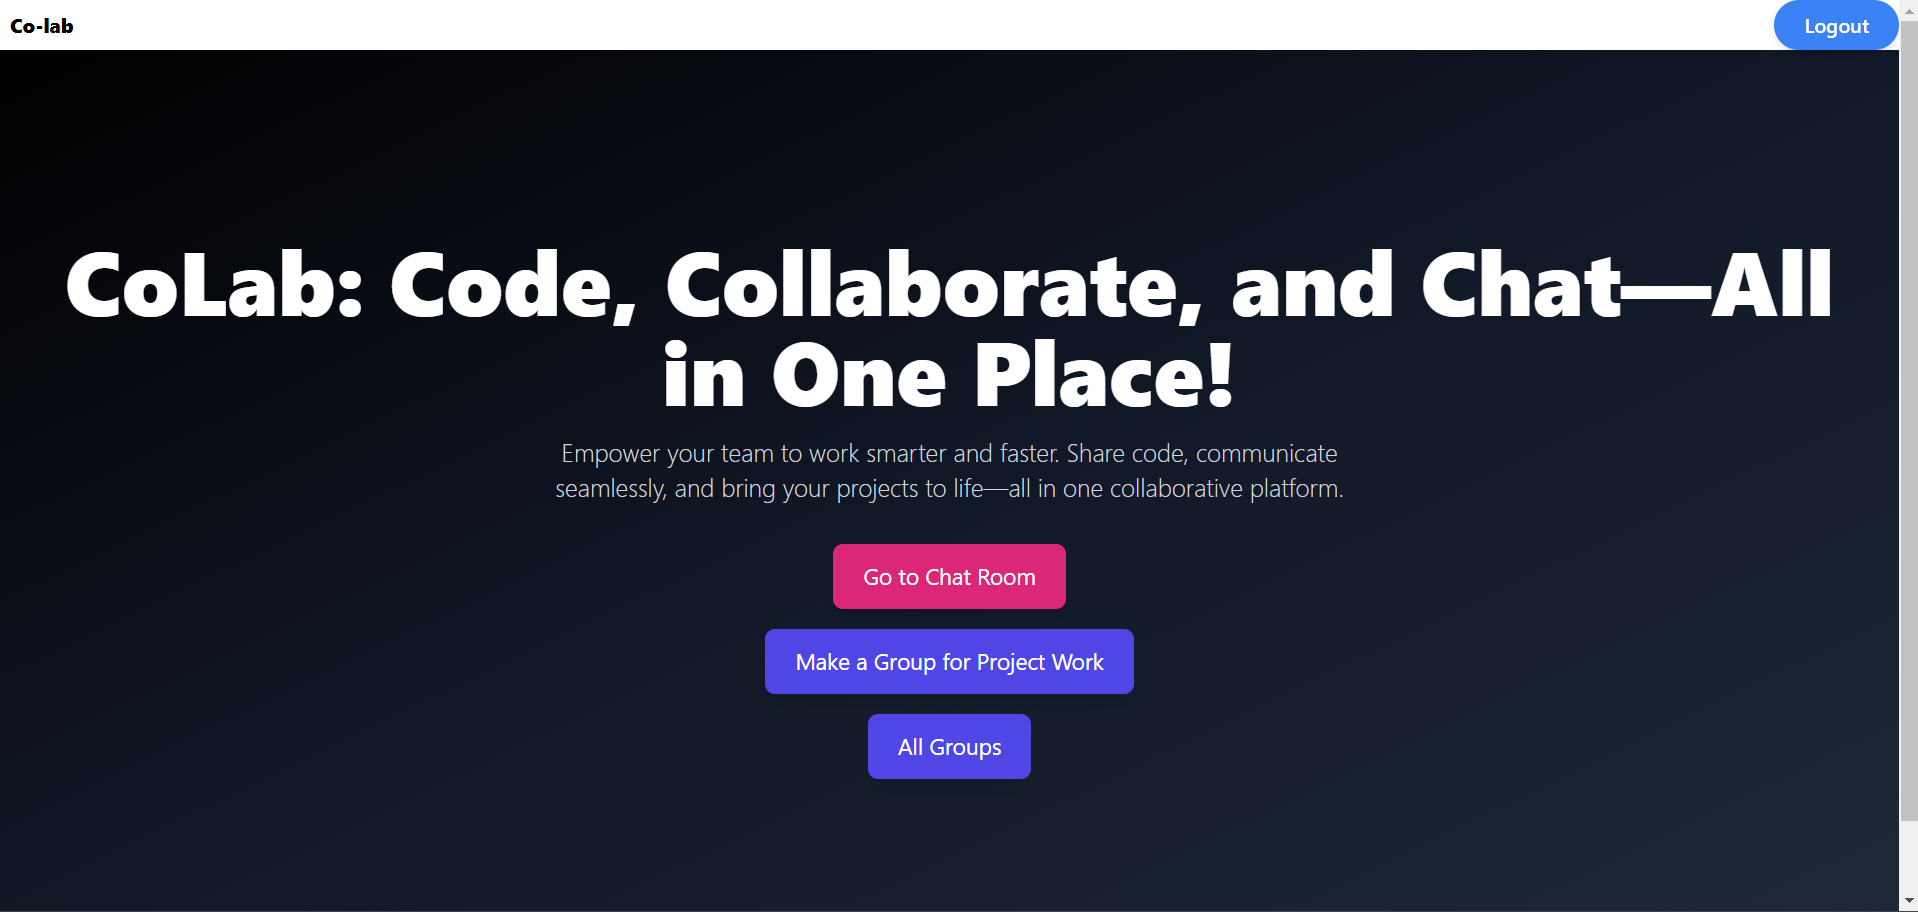 Co-lab
Logout
CoLab: Code, Collaborate, and Chat—All
in One Place!
Empower your team to work smarter and faster. Share code, communicate
seamlessly, and bring your projects to life—all in one collaborative platform.
Go to Chat Room
Make a Group for Project Work
All Groups